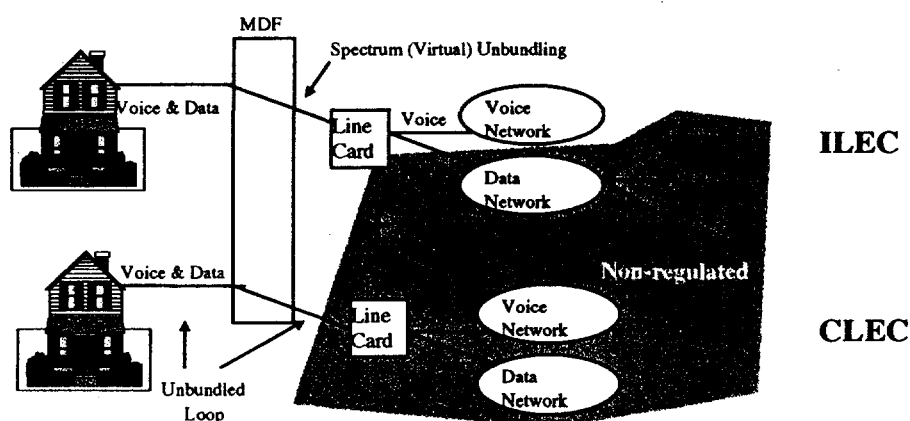 MDF
Spectrum (Virtual) Unbundling
Voice & Data
Line
Card
Voice
Voice
Network
ILEC
Data
Network
Non-regulated
Voice & Data
Line
Card
Voice
Network
CLEC
Data
Network
Unbundled
Loop